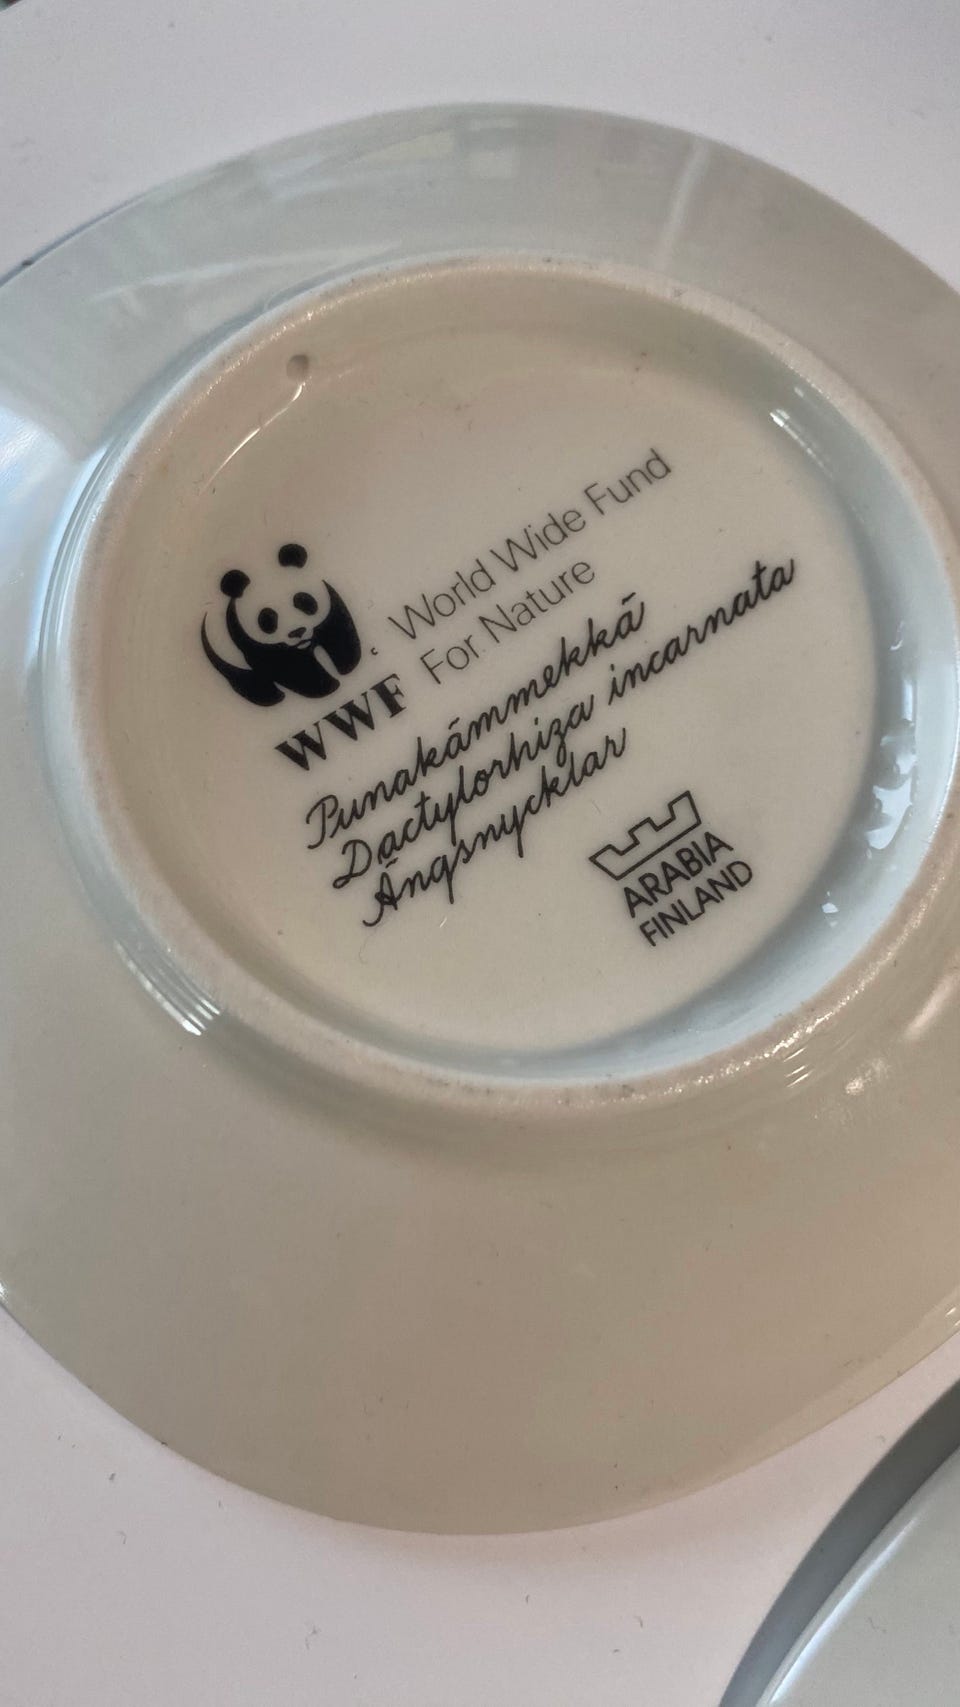 World Wide Fund
For Nature
WWF
Punakämmekkä
Dactylorhiza incarnata
Ängsnycklar
ARABIA
FINLAND